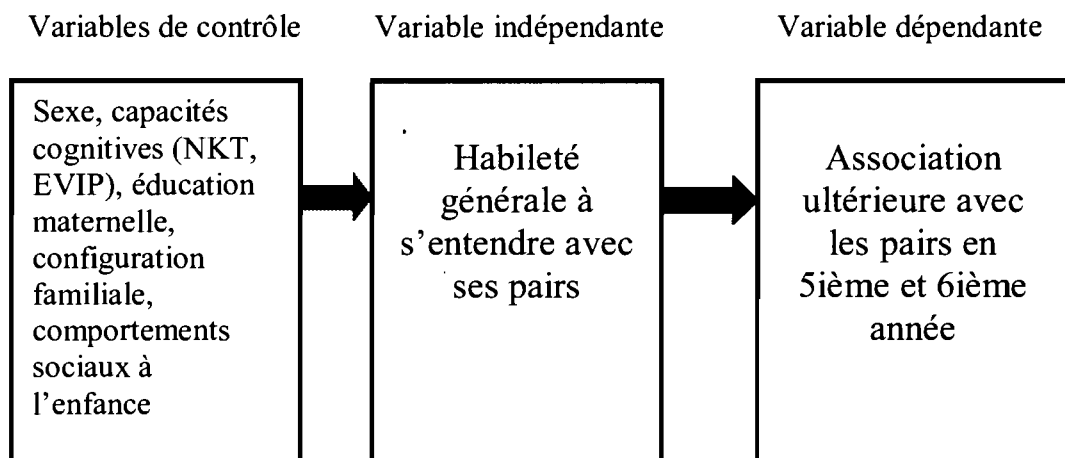 Variables de contrôle
Variable indépendante
Variable dépendante
Sexe, capacités
cognitives (NKT,
EVIP), éducation
maternelle,
configuration
familiale,
comportements
sociaux à
l'enfance
Habileté
générale à
s'entendre avec
ses pairs
Association
ultérieure avec
les pairs en
5ième et 6ième
année